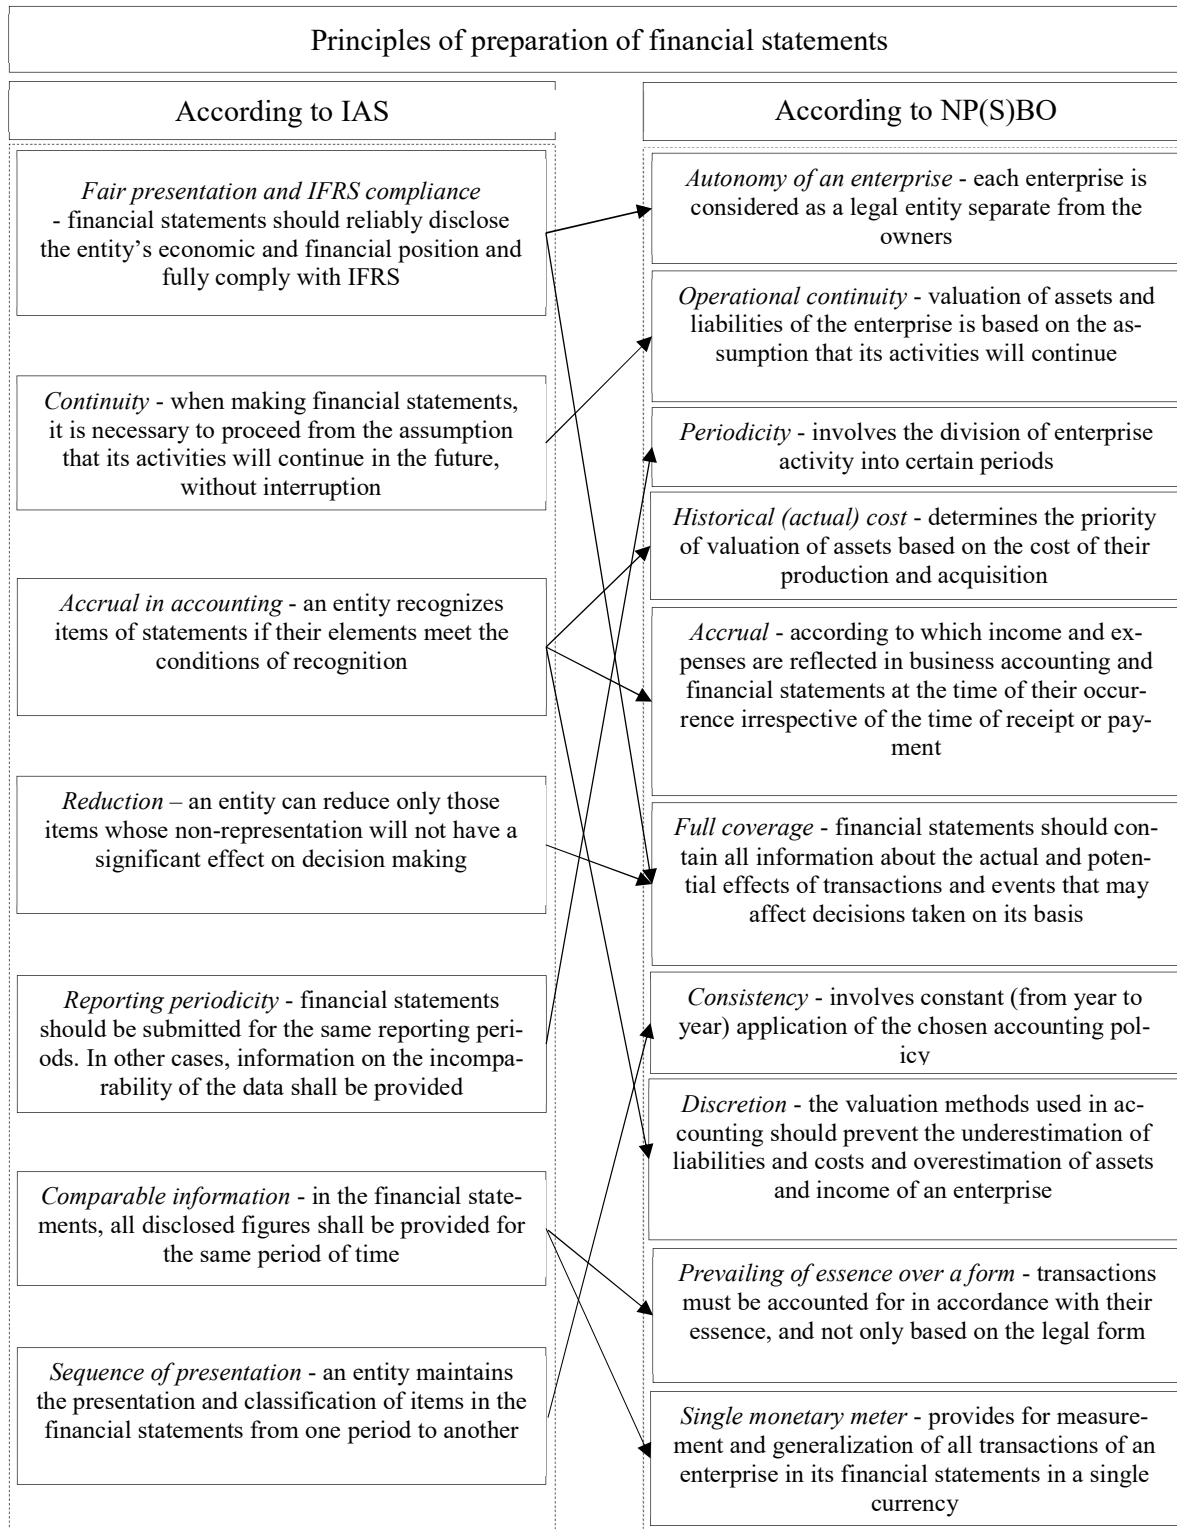 Principles of preparation of financial statements
According to IAS
Fair presentation and IFRS compliance
- financial statements should reliably disclose
the entity’s economic and financial position and
fully comply with IFRS
Continuity - when making financial statements,
it is necessary to proceed from the assumption
that its activities will continue in the future,
without interruption
Accrual in accounting - an entity recognizes
items of statements if their elements meet the
conditions of recognition
Reduction – an entity can reduce only those
items whose non-representation will not have a
significant effect on decision making
Reporting periodicity - financial statements
should be submitted for the same reporting peri-
ods. In other cases, information on the incompa-
rability of the data shall be provided
Comparable information - in the financial state-
ments, all disclosed figures shall be provided for
the same period of time
Sequence of presentation - an entity maintains
the presentation and classification of items in the
financial statements from one period to another
According to NP(S)BO
Autonomy of an enterprise - each enterprise is
considered as a legal entity separate from the
owners
Operational continuity - valuation of assets and
liabilities of the enterprise is based on the as-
sumption that its activities will continue
Periodicity - involves the division of enterprise
activity into certain periods
Historical (actual) cost - determines the priority
of valuation of assets based on the cost of their
production and acquisition
Accrual - according to which income and ex-
penses are reflected in business accounting and
financial statements at the time of their occur-
rence irrespective of the time of receipt or pay-
ment
Full coverage - financial statements should con-
tain all information about the actual and poten-
tial effects of transactions and events that may
affect decisions taken on its basis
Consistency - involves constant (from year to
year) application of the chosen accounting pol-
icy
Discretion - the valuation methods used in ac-
counting should prevent the underestimation of
liabilities and costs and overestimation of assets
and income of an enterprise
Prevailing of essence over a form - transactions
must be accounted for in accordance with their
essence, and not only based on the legal form
Single monetary meter - provides for measure-
ment and generalization of all transactions of an
enterprise in its financial statements in a single
currency